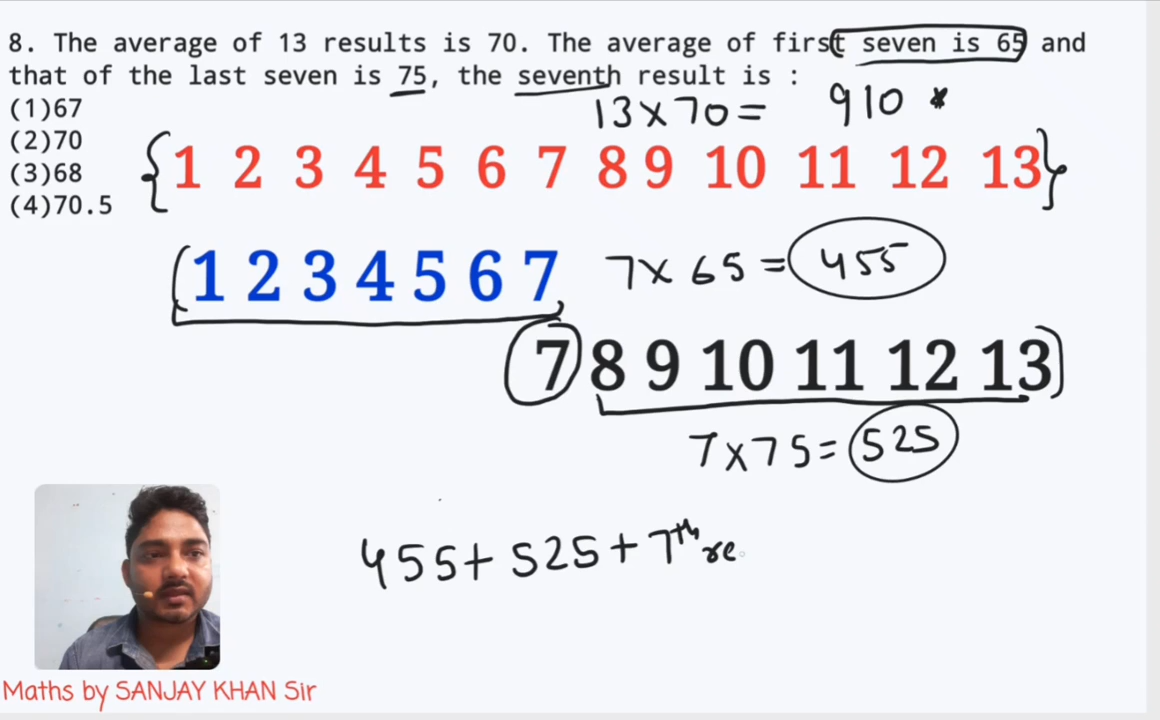 8. The average of 13 results is 70. The average of first seven is 65 and
that of the last seven is 75, the seventh result is :
(1)67
(2)70
(3)68
(4)70.5
13×70= 910 *
{1 2 3 4 5 6 7 8 9 10 11 12 13}
(1 2 3 4 5 6 7 7×65=455
7 8 9 10 11 12 13)
7×75=525
455+525+7th re
Maths by SANJAY KHAN Sir